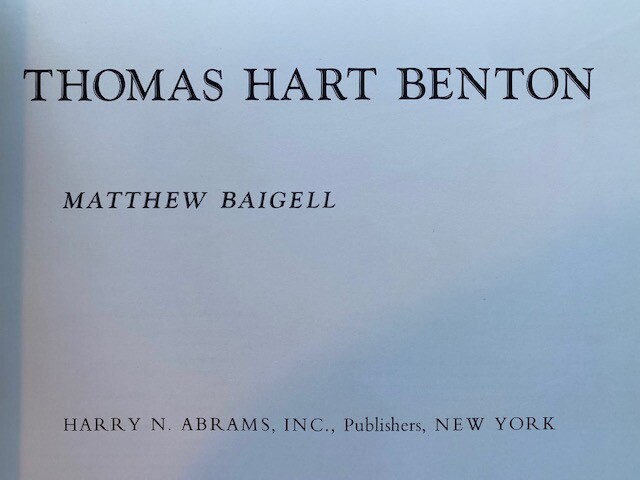 THOMAS HART BENTON
MATTHEW BAIGELL
HARRY N. ABRAMS, INC., Publishers, NEW YORK